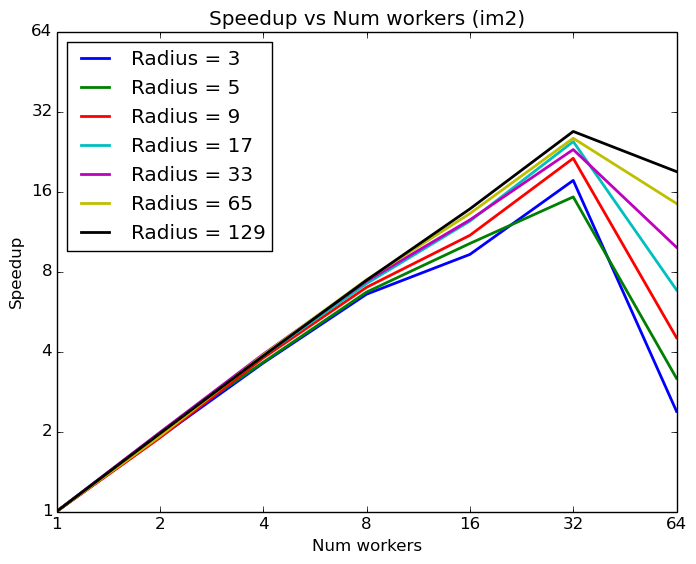 Speedup vs Num workers (im2)
64
32
16
8
4
2
1
Speedup
Radius = 3
Radius = 5
Radius = 9
Radius = 17
Radius = 33
Radius = 65
Radius = 129
1 2 4 8 16 32 64
Num workers